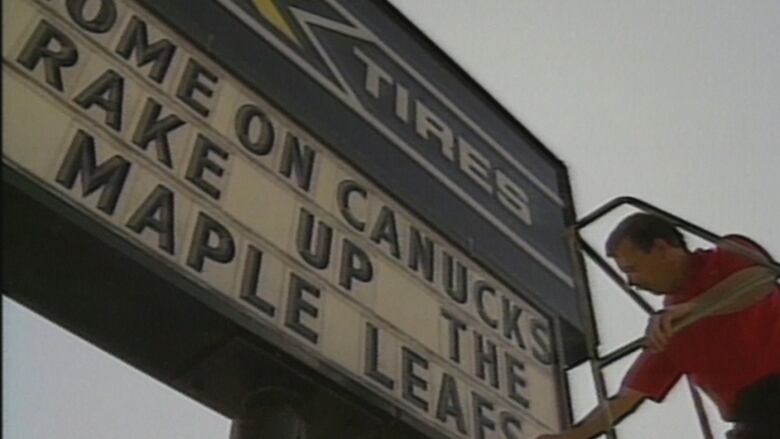 TIRES
OME ON CANUCKS
RAKE UP THE
MAPLE LEAFS